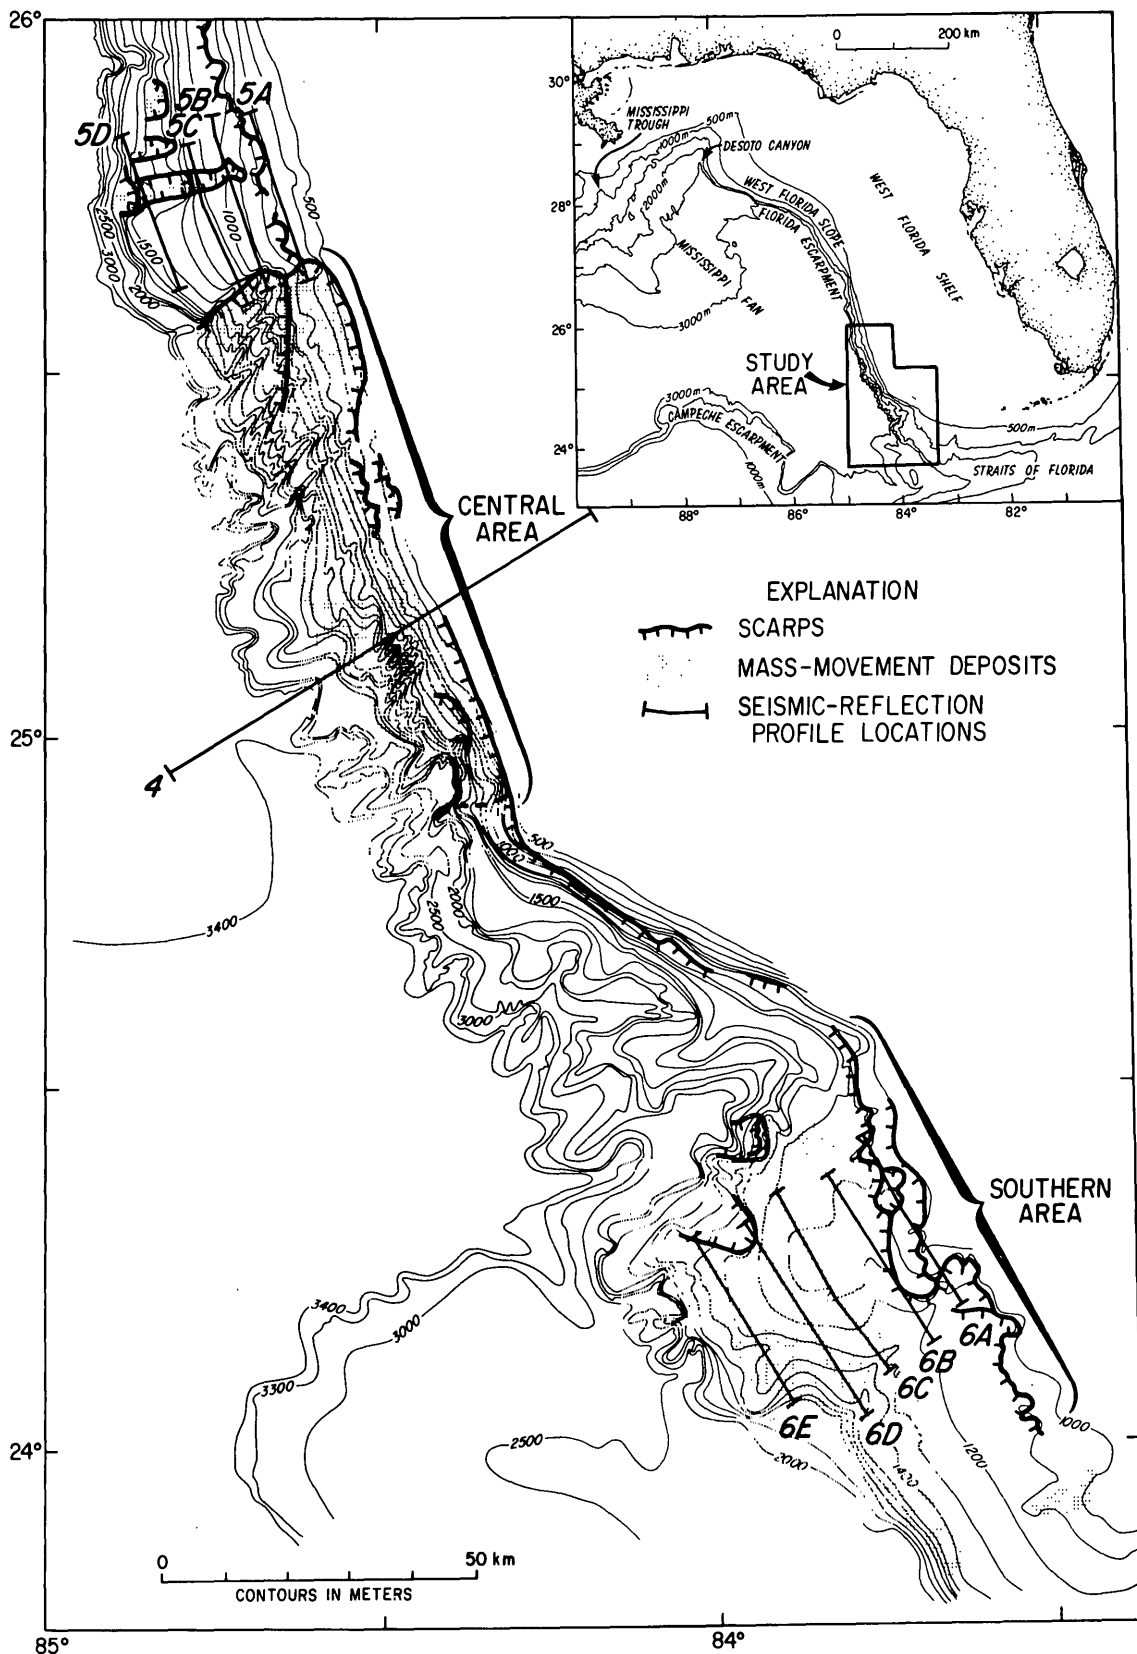 26°
5B
5A
5C
5D
500
1000
1500
2500
3000
2000
0 200 km
30°
MISSISSIPPI
TROUGH
500m
1000m
DESOTO CANYON
2000m
28°
WEST FLORIDA SLOPE
FLORIDA ESCARPMENT
WEST FLORIDA SHELF
MISSISSIPPI FAN
3000m
26°
STUDY
AREA
3000m
CAMPECHE ESCARPMENT
500m
24°
1000m
STRAITS OF FLORIDA
88°
86°
84°
82°
CENTRAL
AREA
EXPLANATION
SCARPS
MASS-MOVEMENT DEPOSITS
SEISMIC-REFLECTION
PROFILE LOCATIONS
25°
4
500
1000
1500
2000
2500
3400
3000
SOUTHERN
AREA
3400
3000
6A
6B
6C
3300
6E
6D
1000
24°
2500
2000
1400
1200
0 50 km
CONTOURS IN METERS
85°
84°